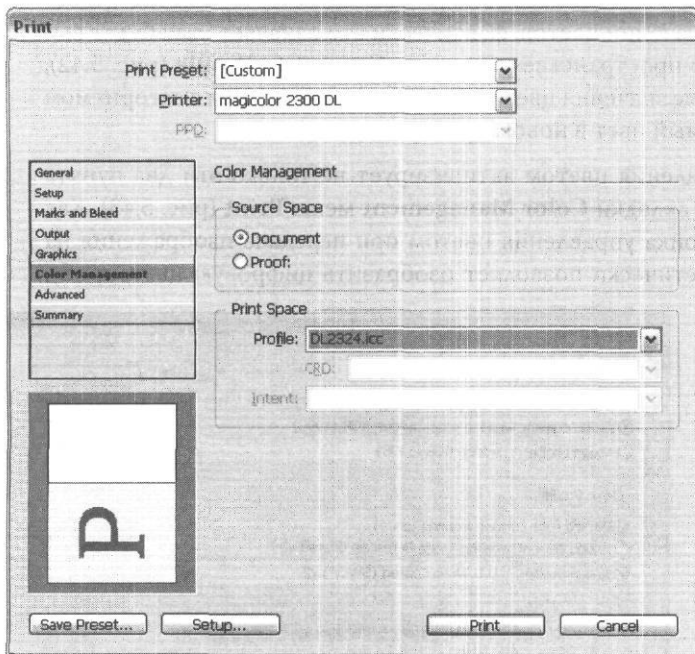 Print
Print Preset: [Custom]
Printer: magicolor 2300 DL
PPD:
General
Setup
Marks and Bleed
Output
Graphics
Color Management
Advanced
Summary
Color Management
Source Space
Document
Proof:
Print Space
Profile: DL2324.icc
CRD:
Intent:
P
Save Preset...
Setup...
Print
Cancel